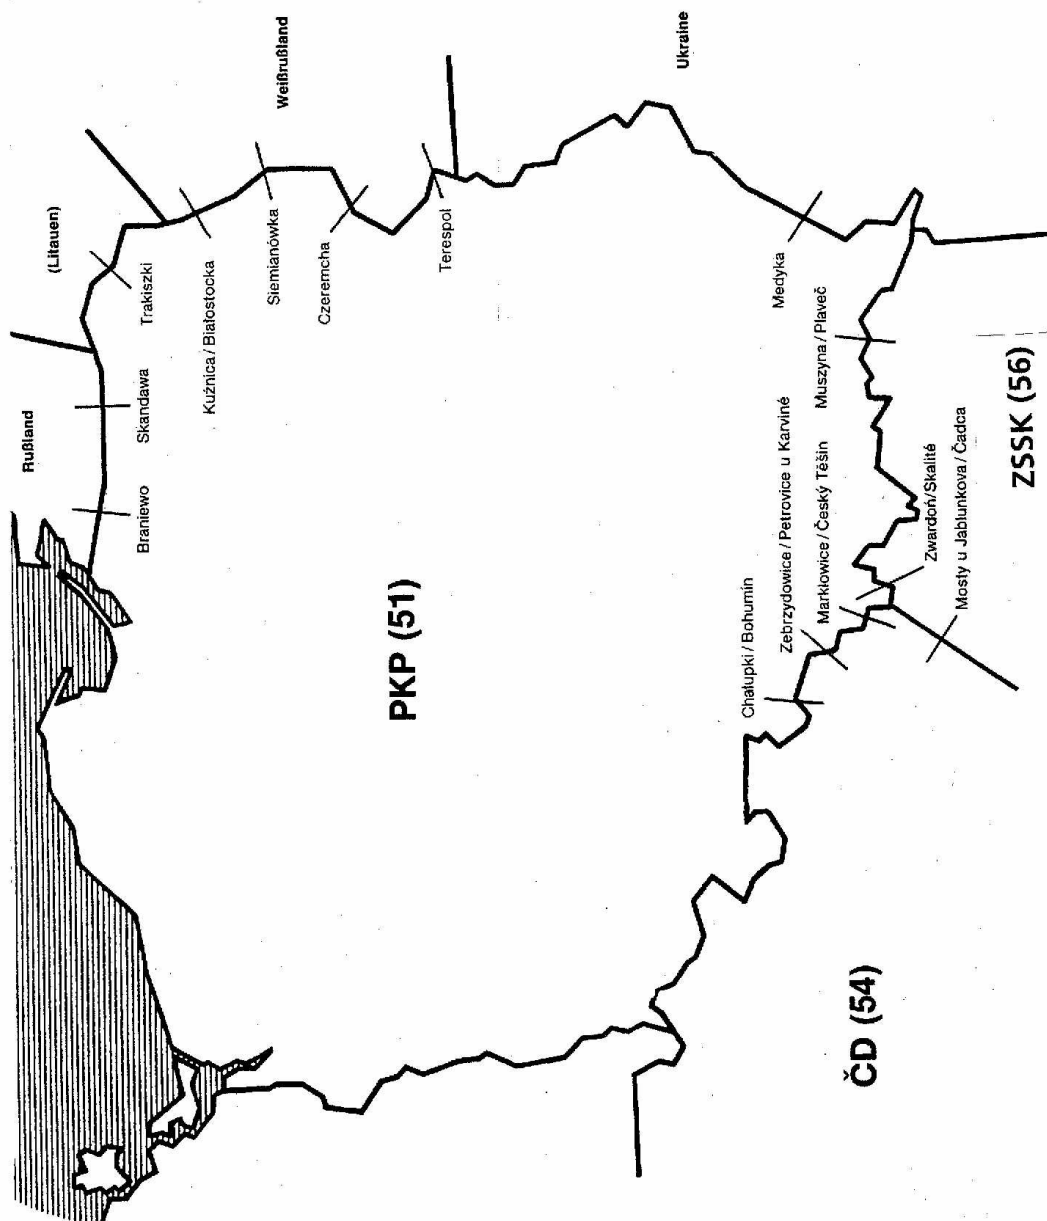 Rußland
(Litauen)
Weißrußland
Ukraine
Braniewo
Skandawa
Trakiszki
Kuźnica / Białostocka
Siemianówka
Czeremcha
Terespol
PKP (51)
Medyka
Muszyna / Plaveč
Chałupki / Bohumín
Zebrzydowice / Petrovice u Karviné
Marklowice / Český Těšín
Zwardoń/Skalité
Mosty u Jablunkova / Čadca
ČD (54)
ZSSK (56)